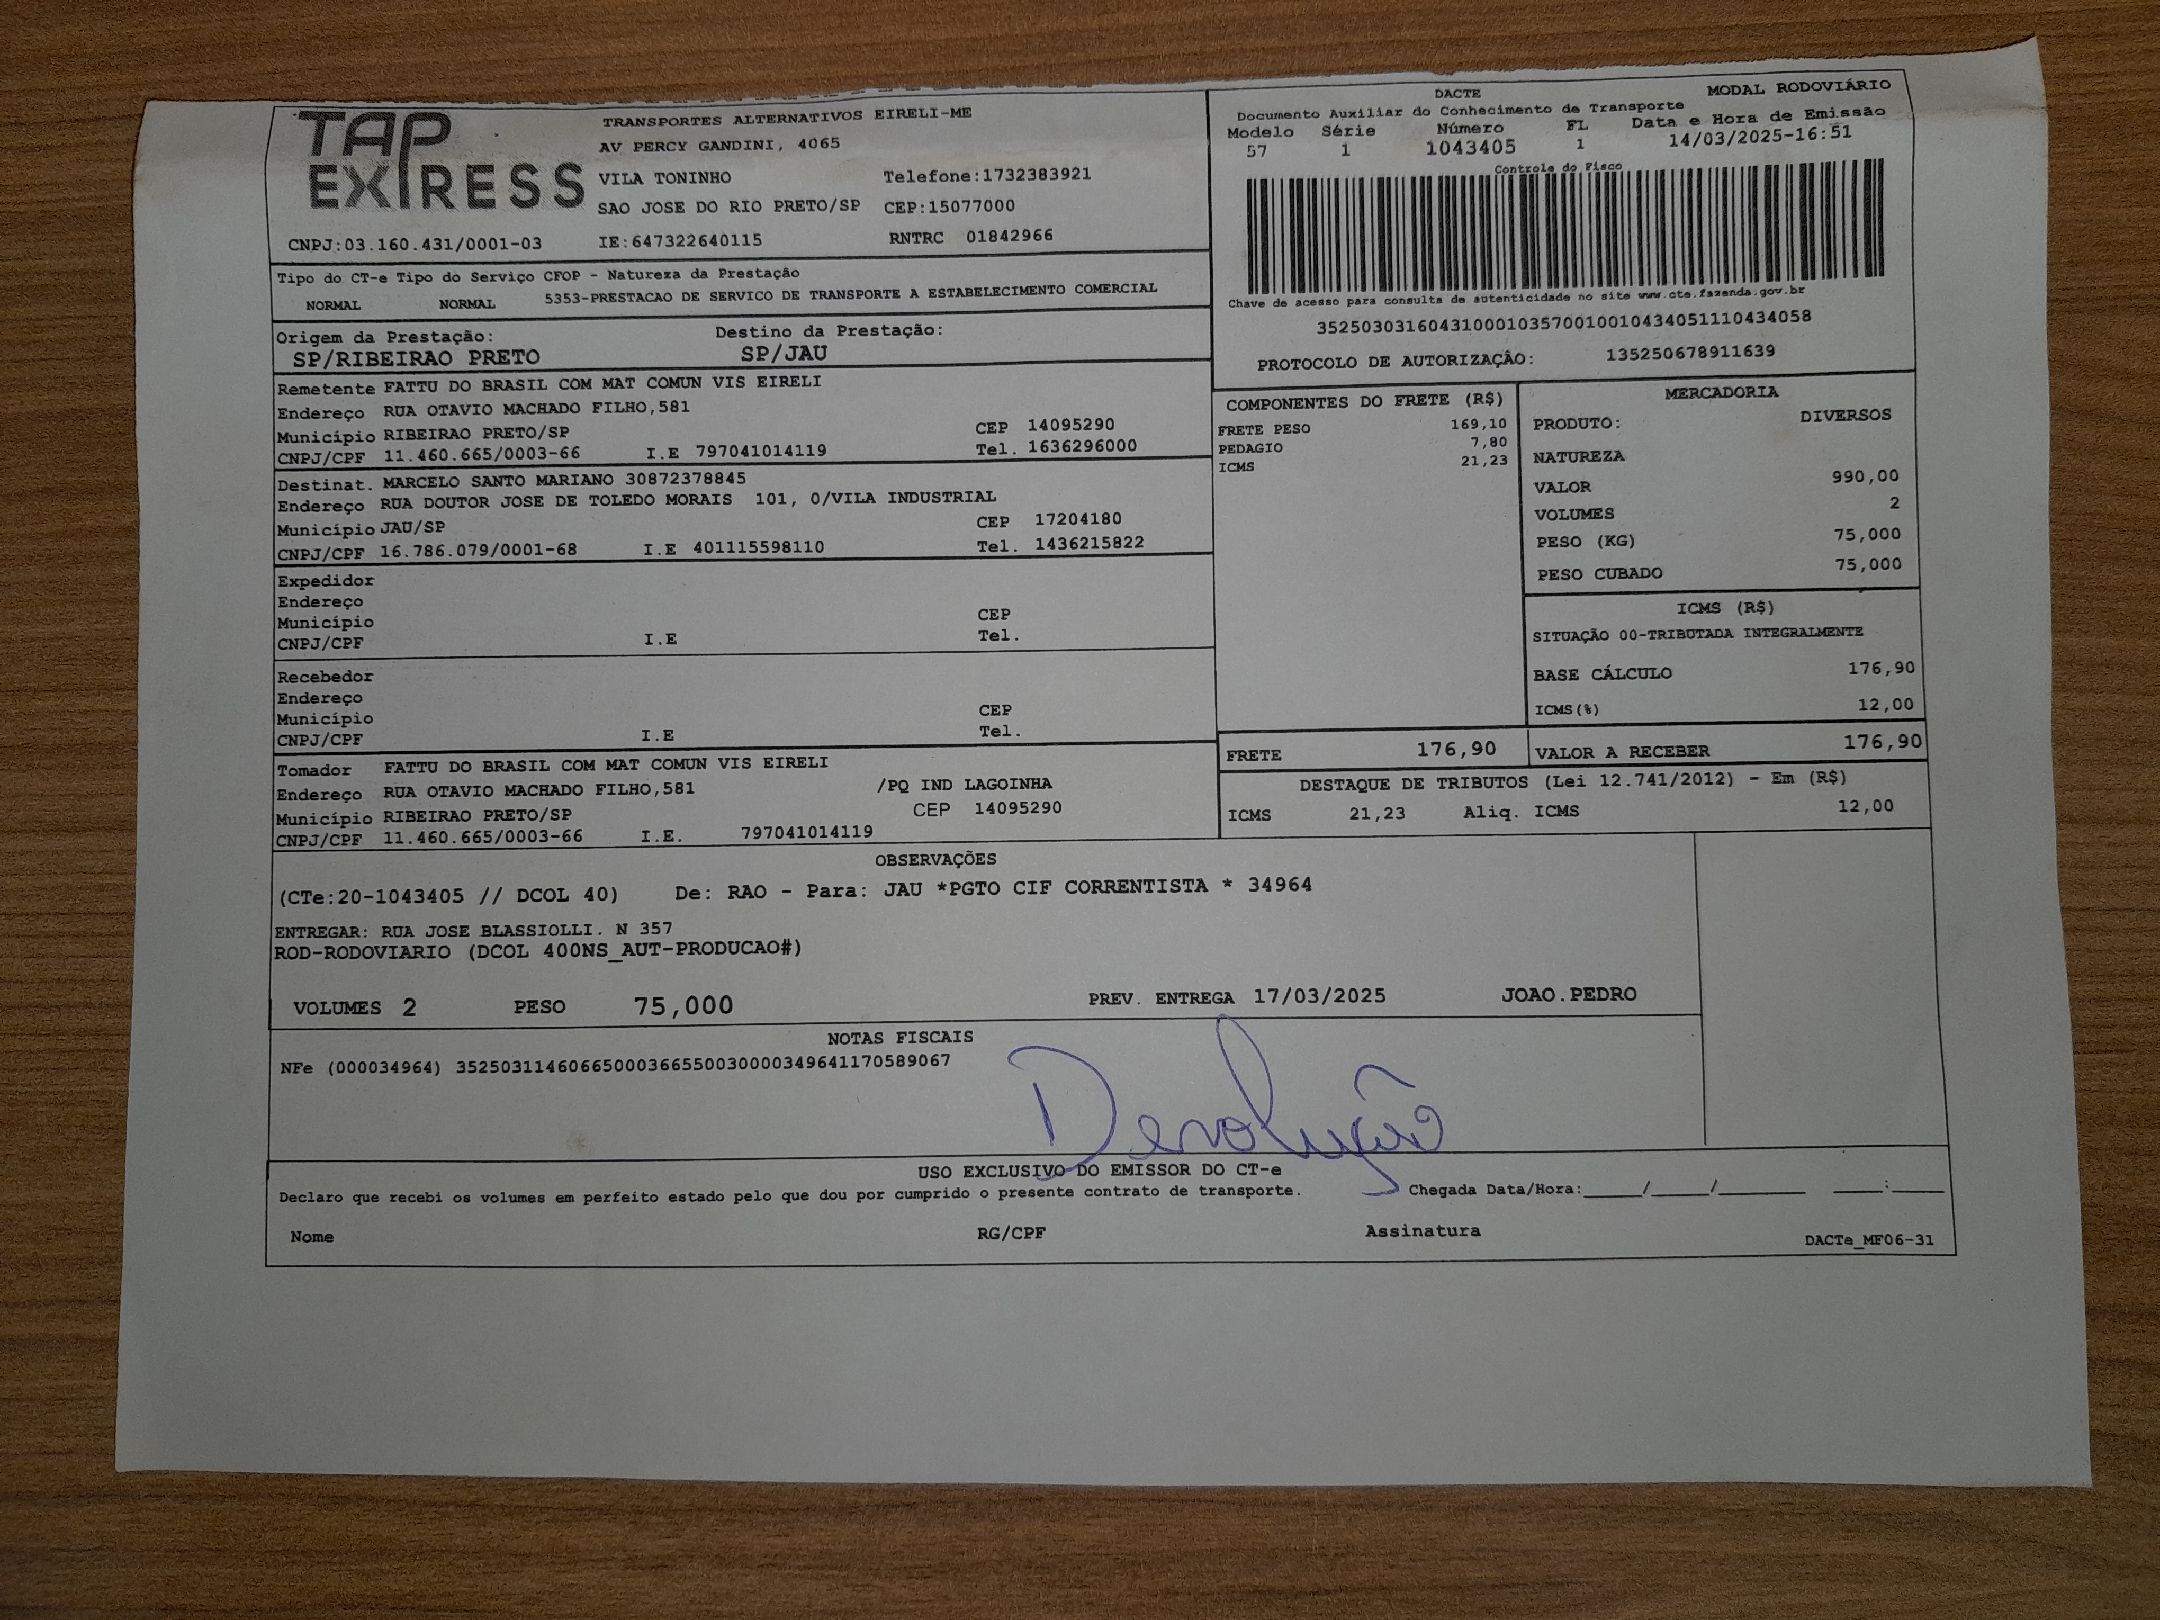 TAP EXPRESS
TRANSPORTES ALTERNATIVOS EIRELI-ME
AV PERCY GANDINI, 4065
VILA TONINHO Telefone:1732383921
SAO JOSE DO RIO PRETO/SP CEP:15077000
CNPJ:03.160.431/0001-03 IE:647322640115 RNTRC 01842966
DACTE MODAL RODOVIÁRIO
Documento Auxiliar do Conhecimento de Transporte
Modelo Série Número FL Data e Hora de Emissão
57 1 1043405 1 14/03/2025-16:51
Controle do Fisco
Chave de acesso para consulta de autenticidade no site www.cte.fazenda.gov.br
35250303160431000103570010010434051110434058
PROTOCOLO DE AUTORIZAÇÃO: 135250678911639
Tipo do CT-e Tipo do Serviço CFOP - Natureza da Prestação
NORMAL NORMAL 5353-PRESTACAO DE SERVICO DE TRANSPORTE A ESTABELECIMENTO COMERCIAL
Origem da Prestação: Destino da Prestação:
SP/RIBEIRAO PRETO SP/JAU
Remetente FATTU DO BRASIL COM MAT COMUN VIS EIRELI
Endereço RUA OTAVIO MACHADO FILHO,581
Município RIBEIRAO PRETO/SP CEP 14095290
CNPJ/CPF 11.460.665/0003-66 I.E 797041014119 Tel. 1636296000
Destinat. MARCELO SANTO MARIANO 30872378845
Endereço RUA DOUTOR JOSE DE TOLEDO MORAIS 101, 0/VILA INDUSTRIAL
Município JAU/SP CEP 17204180
CNPJ/CPF 16.786.079/0001-68 I.E 401115598110 Tel. 1436215822
Expedidor
Endereço
Município CEP
CNPJ/CPF I.E Tel.
Recebedor
Endereço
Município CEP
CNPJ/CPF I.E Tel.
Tomador FATTU DO BRASIL COM MAT COMUN VIS EIRELI
Endereço RUA OTAVIO MACHADO FILHO,581 /PQ IND LAGOINHA
Município RIBEIRAO PRETO/SP CEP 14095290
CNPJ/CPF 11.460.665/0003-66 I.E. 797041014119
COMPONENTES DO FRETE (R$)
FRETE PESO 169,10
PEDAGIO 7,80
ICMS 21,23
MERCADORIA
PRODUTO: DIVERSOS
NATUREZA
VALOR 990,00
VOLUMES 2
PESO (KG) 75,000
PESO CUBADO 75,000
ICMS (R$)
SITUAÇÃO 00-TRIBUTADA INTEGRALMENTE
BASE CÁLCULO 176,90
ICMS(%) 12,00
FRETE 176,90 VALOR A RECEBER 176,90
DESTAQUE DE TRIBUTOS (Lei 12.741/2012) - Em (R$)
ICMS 21,23 Aliq. ICMS 12,00
OBSERVAÇÕES
(CTe:20-1043405 // DCOL 40) De: RAO - Para: JAU *PGTO CIF CORRENTISTA * 34964
ENTREGAR: RUA JOSE BLASSIOLLI. N 357
ROD-RODOVIARIO (DCOL 400NS_AUT-PRODUCAO#)
VOLUMES 2 PESO 75,000 PREV. ENTREGA 17/03/2025 JOAO.PEDRO
NOTAS FISCAIS
NFe (000034964) 35250311460665000366550030000349641170589067
Devolução
USO EXCLUSIVO DO EMISSOR DO CT-e
Declaro que recebi os volumes em perfeito estado pelo que dou por cumprido o presente contrato de transporte. Chegada Data/Hora:_____/_____/________ ____:_____
Nome RG/CPF Assinatura DACTe_MF06-31